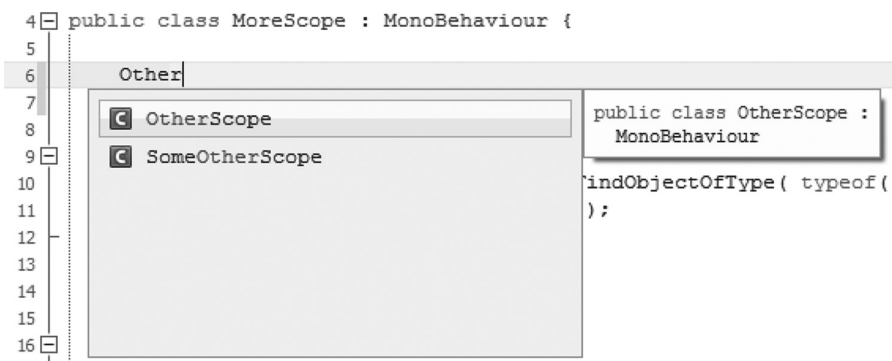 4 public class MoreScope : MonoBehaviour {
5
6 Other
7
OtherScope
public class OtherScope :
MonoBehaviour
8
9
SomeOtherScope
10 indObjectOfType( typeof(
11 );
12
13
14
15
16